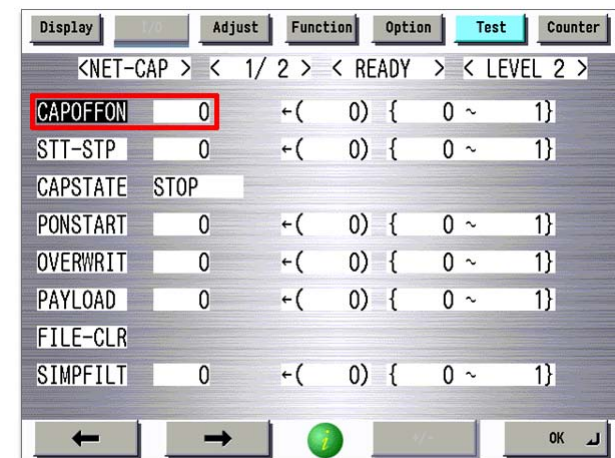 Display I/O Adjust Function Option Test Counter
<NET-CAP > < 1/ 2 > < READY > < LEVEL 2 >
CAPOFFON 0 ←( 0) { 0 ~ 1}
STT-STP 0 ←( 0) { 0 ~ 1}
CAPSTATE STOP
PONSTART 0 ←( 0) { 0 ~ 1}
OVERWRIT 0 ←( 0) { 0 ~ 1}
PAYLOAD 0 ←( 0) { 0 ~ 1}
FILE-CLR
SIMPFILT 0 ←( 0) { 0 ~ 1}
← → i +/- OK